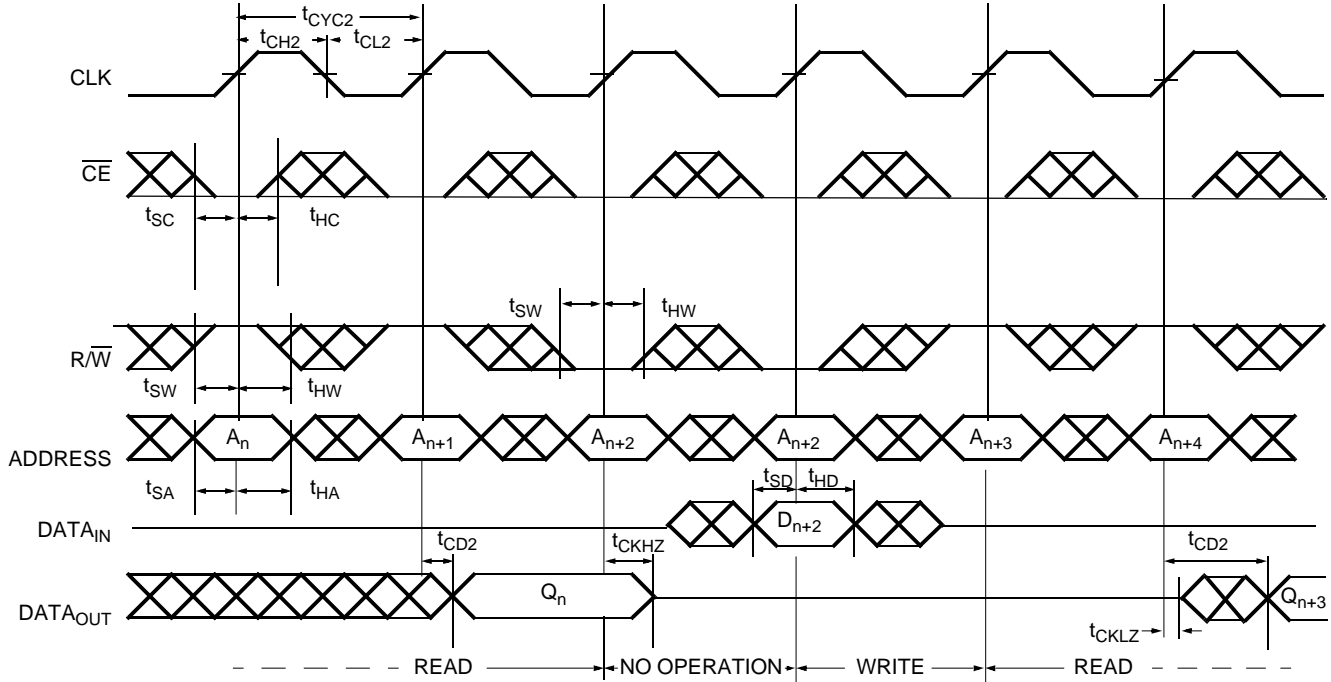 tCYC2
tCH2 tCL2
CLK
CE
tSC tHC
tSW tHW
R/W
tSW tHW
An An+1 An+2 An+2 An+3 An+4
ADDRESS
tSA tHA tSD tHD
DATAIN Dn+2
tCD2 tCKHZ tCD2
DATAOUT Qn Qn+3
tCKLZ
READ NO OPERATION WRITE READ